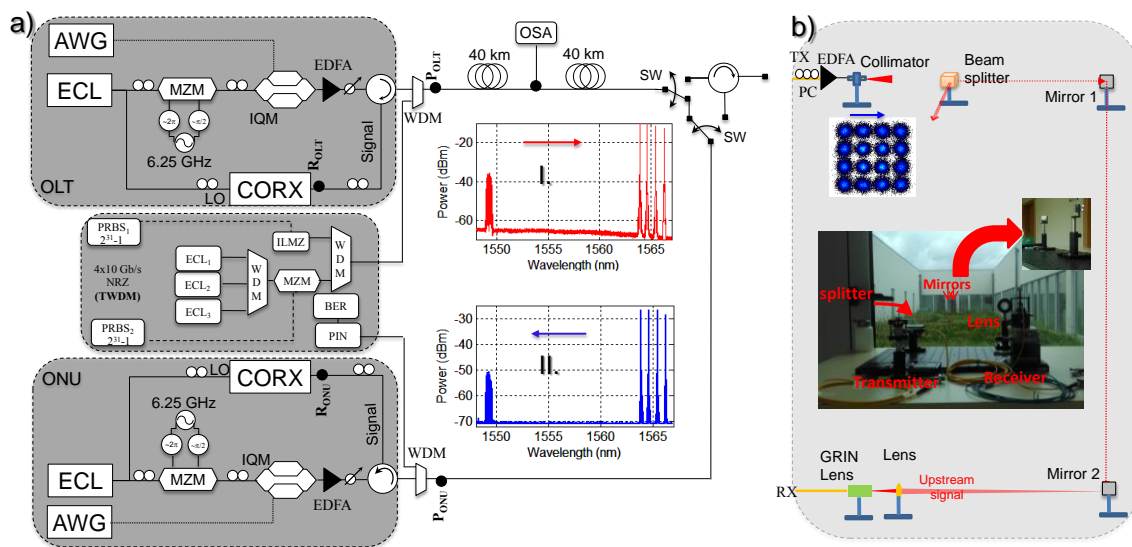 a)
AWG
ECL
MZM
~2π
~π/2
6.25 GHz
IQM
EDFA
Signal
LO
CORX
R_OLT
OLT
WDM
P_OLT
40 km
OSA
40 km
SW
SW
PRBS₁
2³¹-1
4x10 Gb/s
NRZ
(TWDM)
PRBS₂
2³¹-1
ECL₁
ECL₂
ECL₃
WDM
MZM
ILMZ
WDM
BER
PIN
ONU
LO
CORX
R_ONU
6.25 GHz
~2π
~π/2
Signal
ECL
MZM
IQM
EDFA
AWG
WDM
P_ONU
Power (dBm)
-20
-40
-60
I.
1550
1555
1560
1565
Wavelength (nm)
Power (dBm)
-30
-40
-50
-60
-70
II.
1550
1555
1560
1565
Wavelength (nm)
b)
TX
EDFA
PC
Collimator
Beam
splitter
Mirror 1
splitter
Mirrors
Lens
Transmitter
Receiver
GRIN
Lens
Lens
Upstream
signal
RX
Mirror 2